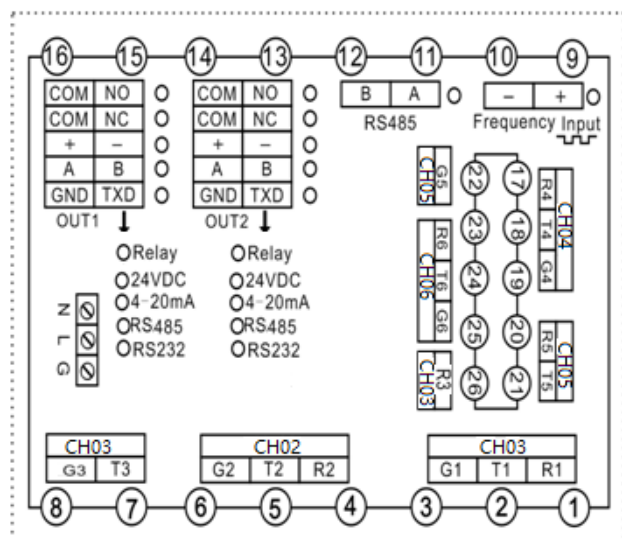 16 15 14 13 12 11 10 9
COM NO COM NO B A − +
COM NC COM NC RS485 Frequency Input
+ − + −
A B A B
GND TXD GND TXD
OUT1 OUT2
Relay Relay
24VDC 24VDC
4-20mA 4-20mA
RS485 RS485
RS232 RS232
N
L
G
CH05 G5 22 17 R4 CH04
23 18 T4
CH06 R6 24 19 G4
T6
G6 25 20 R5 CH05
CH03 R3 26 21 T5
CH03 CH02 CH03
G3 T3 G2 T2 R2 G1 T1 R1
8 7 6 5 4 3 2 1